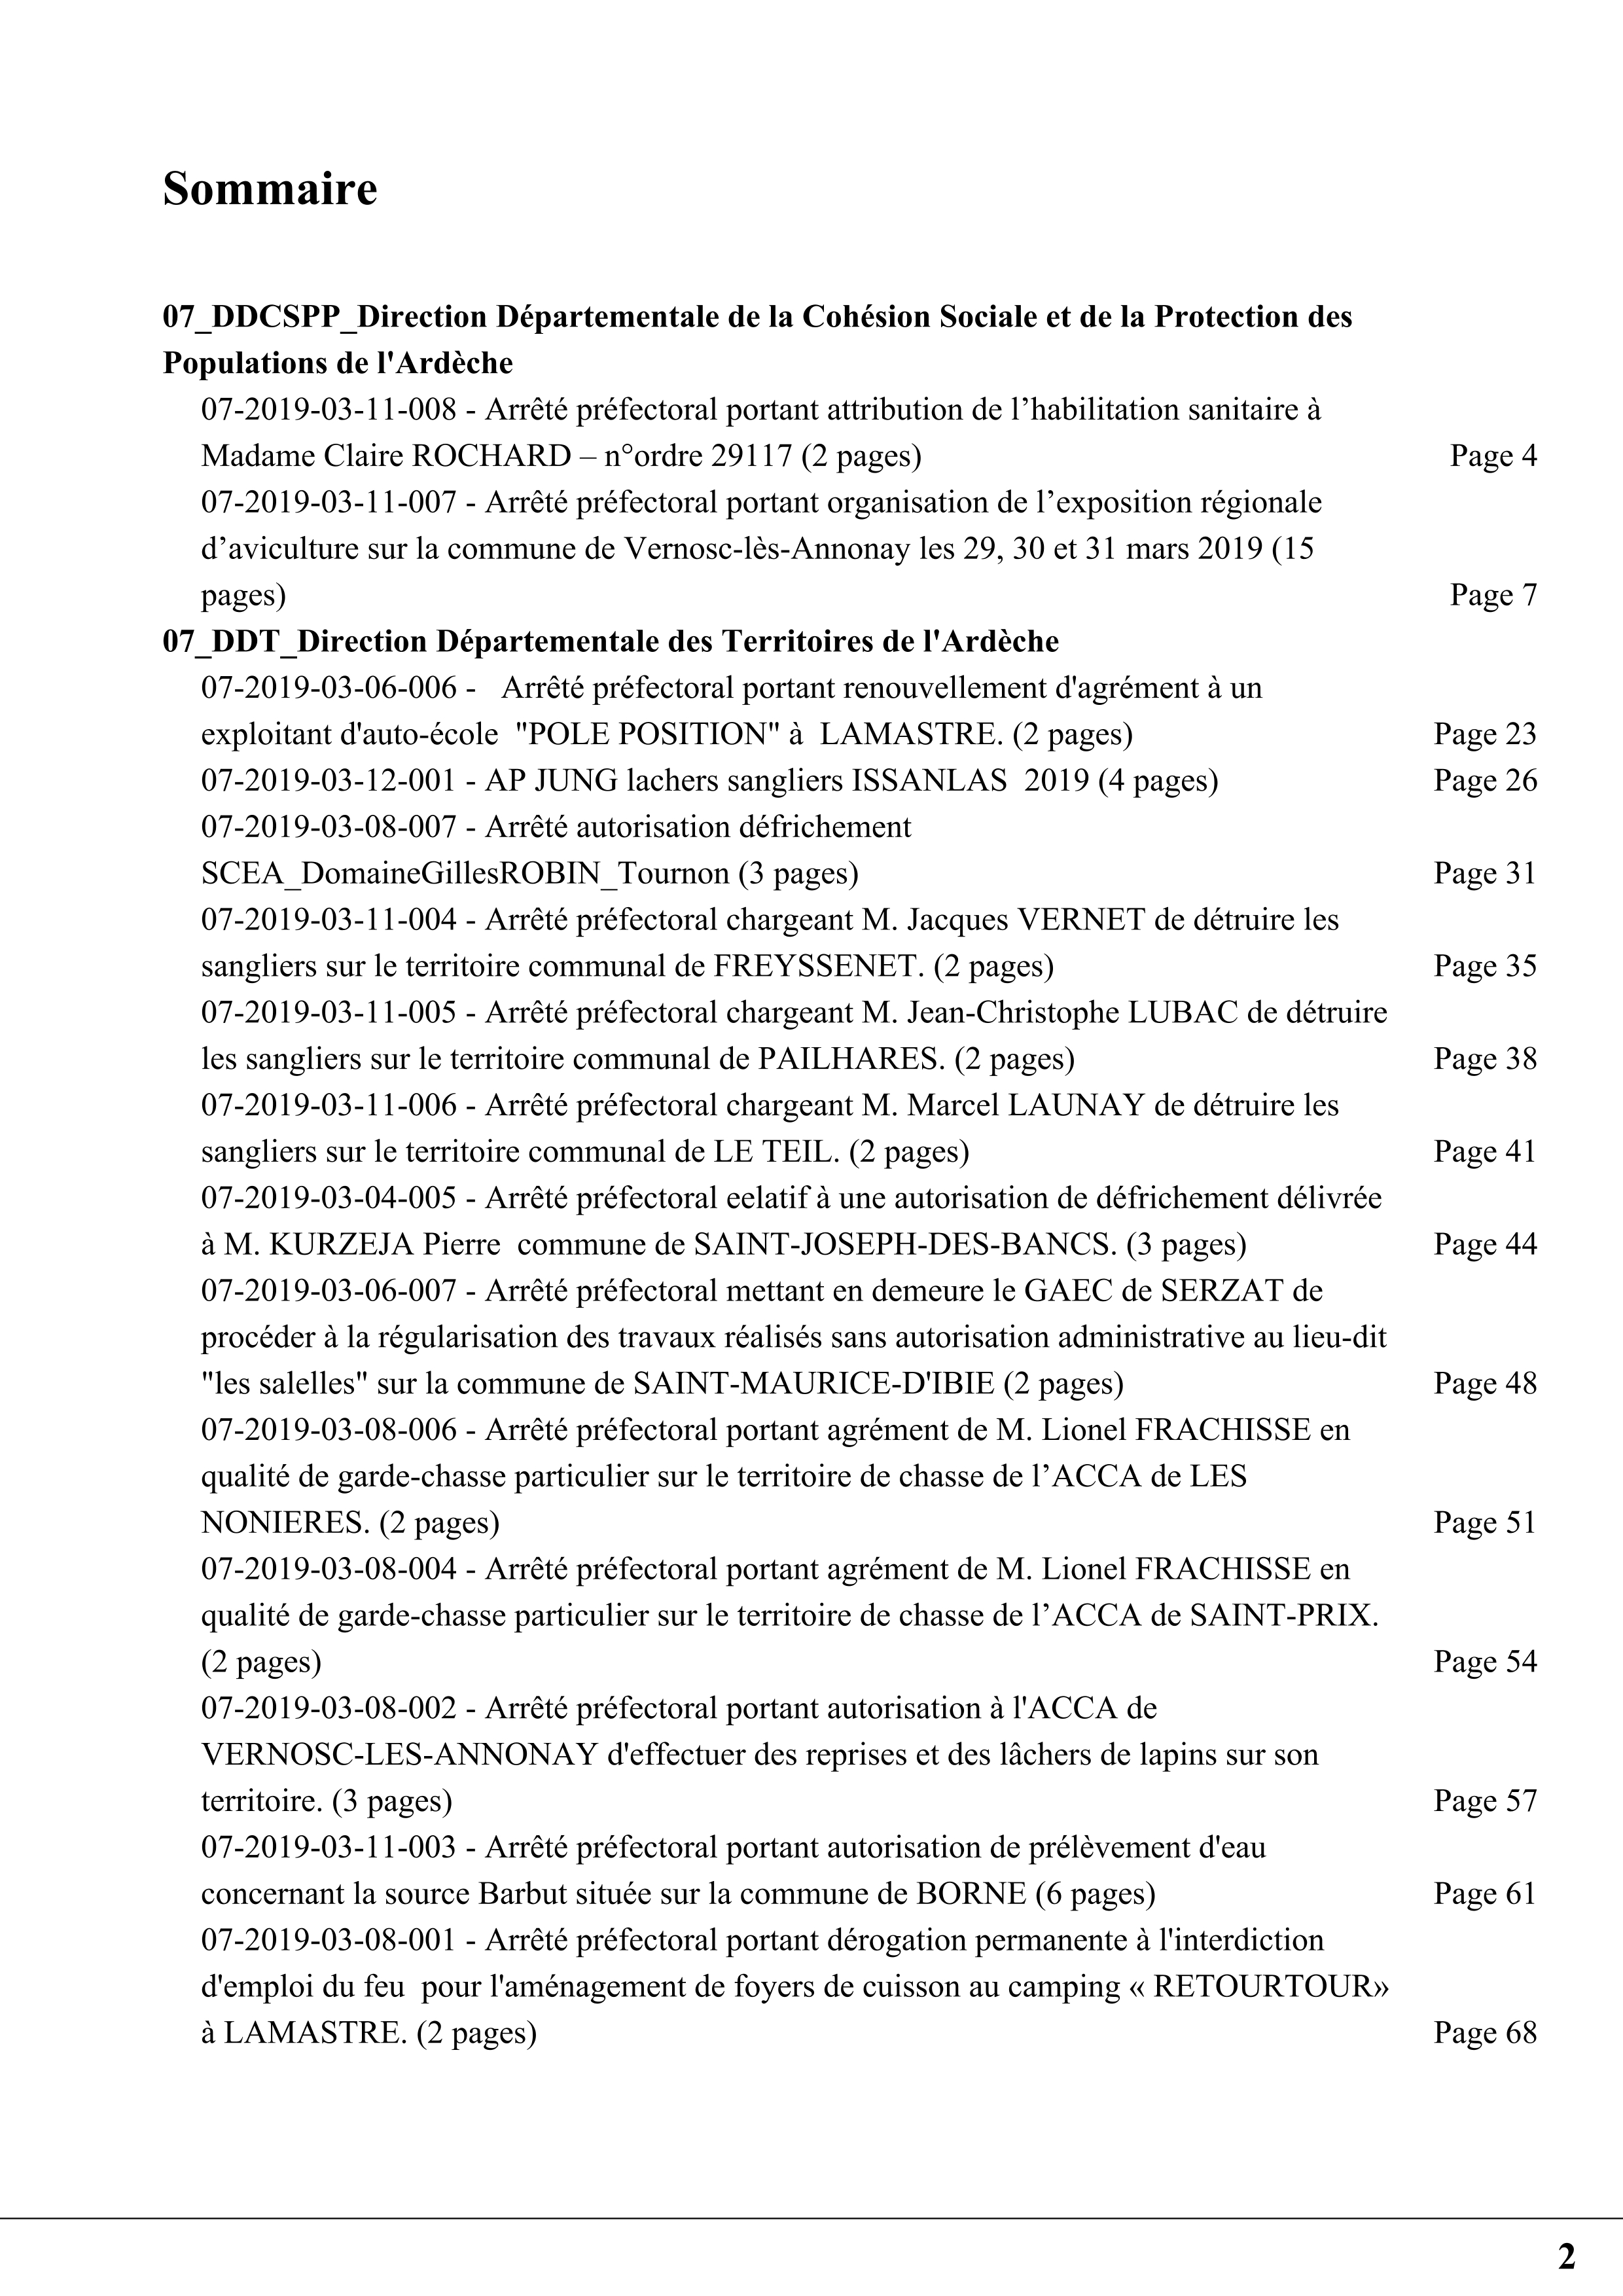 Sommaire
07_DDCSPP_Direction Départementale de la Cohésion Sociale et de la Protection des
Populations de l'Ardèche
07-2019-03-11-008 - Arrêté préfectoral portant attribution de l’habilitation sanitaire à
Madame Claire ROCHARD – n°ordre 29117 (2 pages) Page 4
07-2019-03-11-007 - Arrêté préfectoral portant organisation de l’exposition régionale
d’aviculture sur la commune de Vernosc-lès-Annonay les 29, 30 et 31 mars 2019 (15
pages) Page 7
07_DDT_Direction Départementale des Territoires de l'Ardèche
07-2019-03-06-006 -   Arrêté préfectoral portant renouvellement d'agrément à un
exploitant d'auto-école  "POLE POSITION" à  LAMASTRE. (2 pages) Page 23
07-2019-03-12-001 - AP JUNG lachers sangliers ISSANLAS  2019 (4 pages) Page 26
07-2019-03-08-007 - Arrêté autorisation défrichement
SCEA_DomaineGillesROBIN_Tournon (3 pages) Page 31
07-2019-03-11-004 - Arrêté préfectoral chargeant M. Jacques VERNET de détruire les
sangliers sur le territoire communal de FREYSSENET. (2 pages) Page 35
07-2019-03-11-005 - Arrêté préfectoral chargeant M. Jean-Christophe LUBAC de détruire
les sangliers sur le territoire communal de PAILHARES. (2 pages) Page 38
07-2019-03-11-006 - Arrêté préfectoral chargeant M. Marcel LAUNAY de détruire les
sangliers sur le territoire communal de LE TEIL. (2 pages) Page 41
07-2019-03-04-005 - Arrêté préfectoral eelatif à une autorisation de défrichement délivrée
à M. KURZEJA Pierre  commune de SAINT-JOSEPH-DES-BANCS. (3 pages) Page 44
07-2019-03-06-007 - Arrêté préfectoral mettant en demeure le GAEC de SERZAT de
procéder à la régularisation des travaux réalisés sans autorisation administrative au lieu-dit
"les salelles" sur la commune de SAINT-MAURICE-D'IBIE (2 pages) Page 48
07-2019-03-08-006 - Arrêté préfectoral portant agrément de M. Lionel FRACHISSE en
qualité de garde-chasse particulier sur le territoire de chasse de l’ACCA de LES
NONIERES. (2 pages) Page 51
07-2019-03-08-004 - Arrêté préfectoral portant agrément de M. Lionel FRACHISSE en
qualité de garde-chasse particulier sur le territoire de chasse de l’ACCA de SAINT-PRIX.
(2 pages) Page 54
07-2019-03-08-002 - Arrêté préfectoral portant autorisation à l'ACCA de
VERNOSC-LES-ANNONAY d'effectuer des reprises et des lâchers de lapins sur son
territoire. (3 pages) Page 57
07-2019-03-11-003 - Arrêté préfectoral portant autorisation de prélèvement d'eau
concernant la source Barbut située sur la commune de BORNE (6 pages) Page 61
07-2019-03-08-001 - Arrêté préfectoral portant dérogation permanente à l'interdiction
d'emploi du feu  pour l'aménagement de foyers de cuisson au camping « RETOURTOUR»
à LAMASTRE. (2 pages) Page 68
2